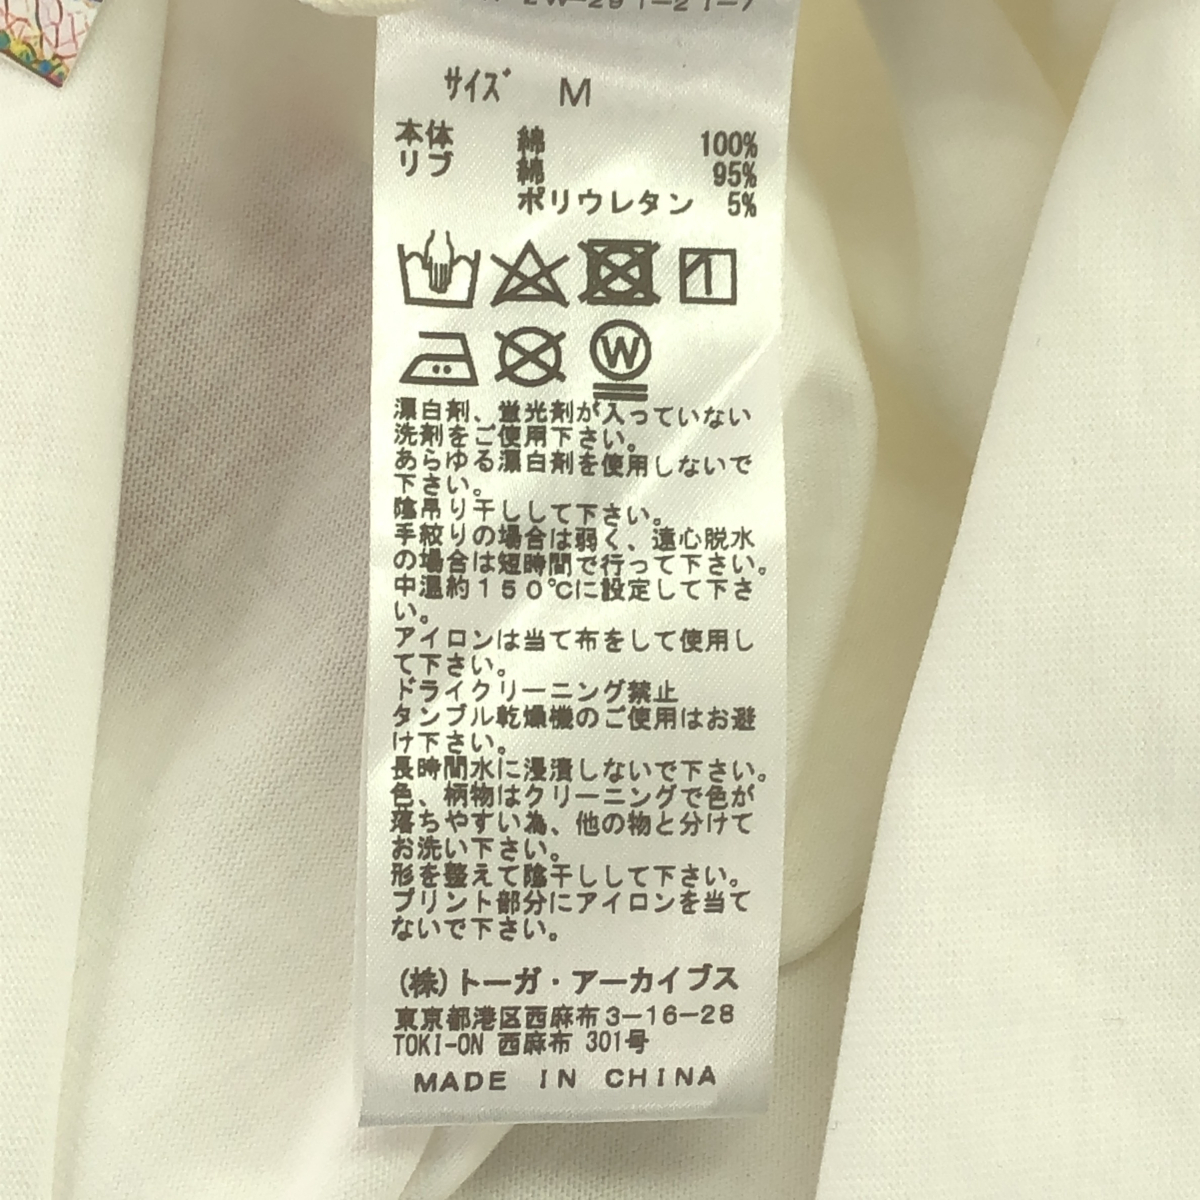 サイズ M
本体 綿 100%
リブ 綿 95%
ポリウレタン 5%
W
漂白剤、蛍光剤が入っていない
洗剤をご使用下さい。
あらゆる漂白剤を使用しないで
下さい。
陰吊り干しして下さい。
手絞りの場合は弱く、遠心脱水
の場合は短時間で行って下さい。
中温約150℃に設定して下さ
い。
アイロンは当て布をして使用し
て下さい。
ドライクリーニング禁止
タンブル乾燥機のご使用はお避
け下さい。
長時間水に浸漬しないで下さい。
色、柄物はクリーニングで色が
落ちやすい為、他の物と分けて
お洗い下さい。
形を整えて陰干しして下さい。
プリント部分にアイロンを当て
ないで下さい。
(株)トーガ・アーカイブス
東京都港区西麻布3-16-28
TOKI-ON 西麻布 301号
MADE IN CHINA